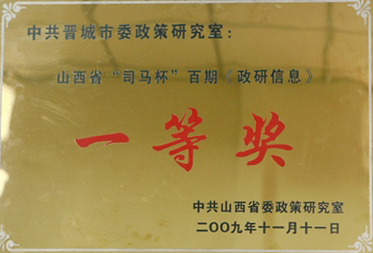 中共晋城市委政策研究室：
山西省“司马杯”百期《政研信息》
一等奖
中共山西省委政策研究室
二〇〇九年十一月十一日